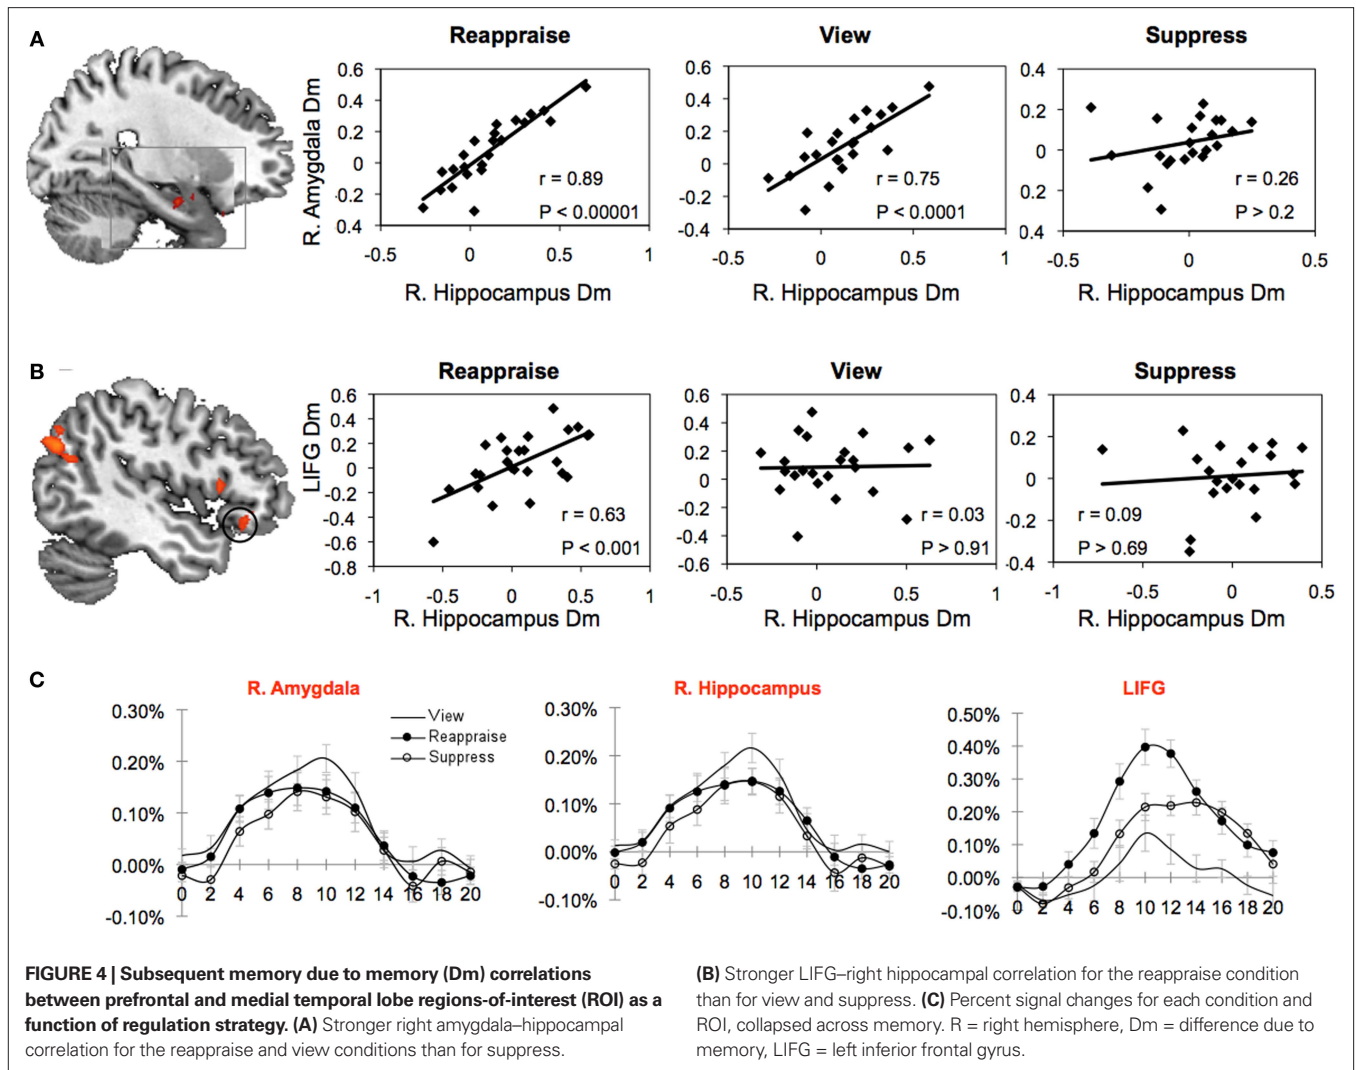 A
Reappraise
View
Suppress
R. Amygdala Dm
0.6
0.4
0.2
0
-0.2
0.4
-0.5
0
0.5
1
r = 0.89
P < 0.00001
R. Hippocampus Dm
0.6
0.4
0.2
0
-0.2
-0.4
-0.5
0
0.5
1
r = 0.75
P < 0.0001
R. Hippocampus Dm
0.4
0.2
0
0.2
0.4
-0.5
0
0.5
r = 0.26
P > 0.2
R. Hippocampus Dm
B
Reappraise
View
Suppress
LIFG Dm
0.6
0.4
0.2
0
-0.2
-0.4
-0.6
-0.8
-1
-0.5
0
0.5
1
r = 0.63
P < 0.001
R. Hippocampus Dm
0.6
0.4
0.2
0
-0.2
-0.4
-0.6
-0.5
0
0.5
1
r = 0.03
P > 0.91
R. Hippocampus Dm
0.4
0.2
0
-0.2
-0.4
-1
-0.5
0
0.5
r = 0.09
P > 0.69
R. Hippocampus Dm
C
R. Amygdala
0.30%
0.20%
0.10%
0.00%
-0.10%
0 2 4 6 8 10 12 14 16 18 20
View
Reappraise
Suppress
R. Hippocampus
0.30%
0.20%
0.10%
0.00%
-0.10%
0 2 4 6 8 10 12 14 16 18 20
LIFG
0.50%
0.40%
0.30%
0.20%
0.10%
0.00%
-0.10%
0 2 4 6 8 10 12 14 16 18 20
FIGURE 4 | Subsequent memory due to memory (Dm) correlations
between prefrontal and medial temporal lobe regions-of-interest (ROI) as a
function of regulation strategy. (A) Stronger right amygdala–hippocampal
correlation for the reappraise and view conditions than for suppress.
(B) Stronger LIFG–right hippocampal correlation for the reappraise condition
than for view and suppress. (C) Percent signal changes for each condition and
ROI, collapsed across memory. R = right hemisphere, Dm = difference due to
memory, LIFG = left inferior frontal gyrus.